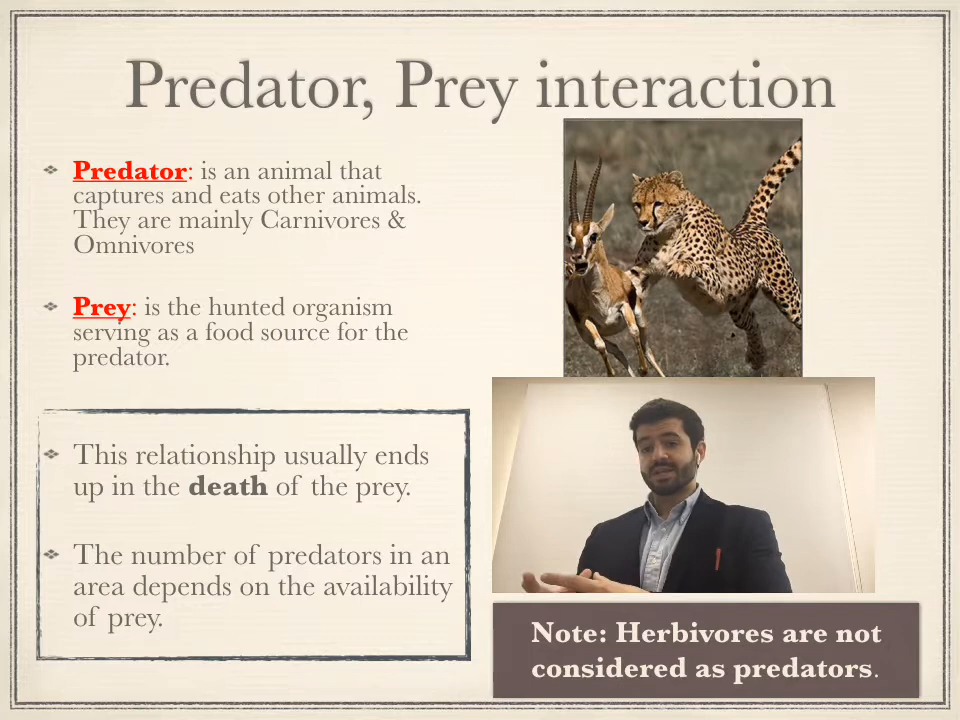 Predator, Prey interaction
Predator: is an animal that
captures and eats other animals.
They are mainly Carnivores &
Omnivores
Prey: is the hunted organism
serving as a food source for the
predator.
This relationship usually ends
up in the death of the prey.
The number of predators in an
area depends on the availability
of prey.
Note: Herbivores are not
considered as predators.